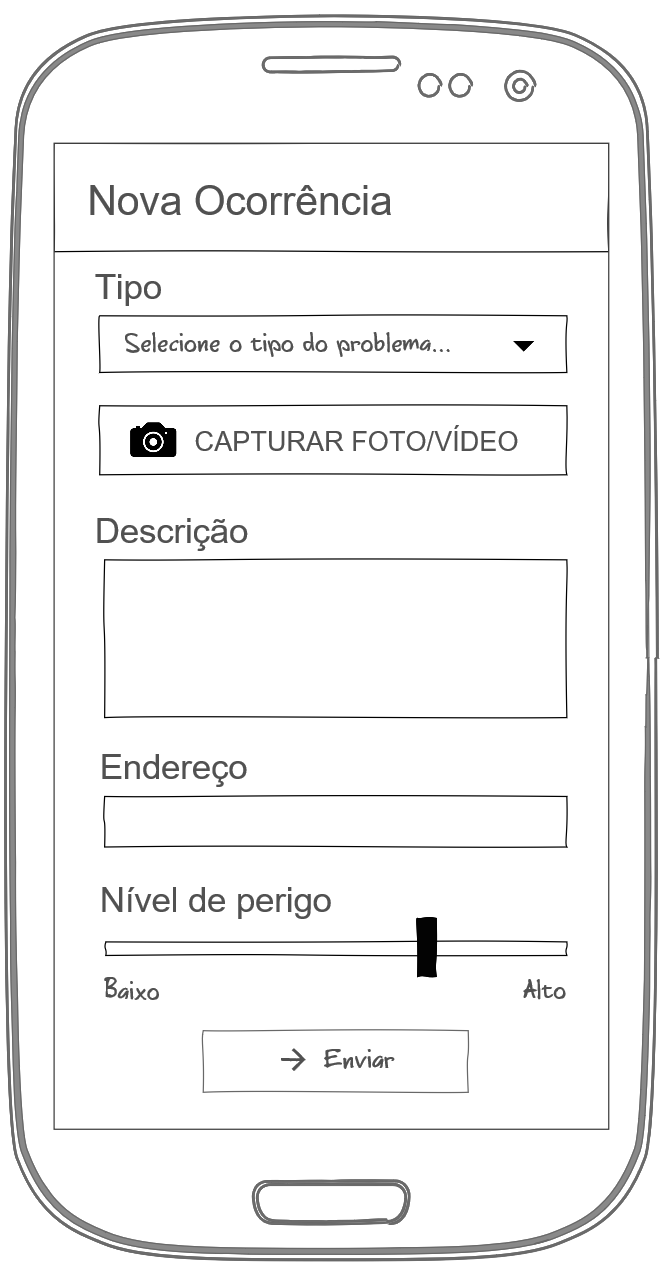 Nova Ocorrência
Tipo
Selecione o tipo do problema...
CAPTURAR FOTO/VÍDEO
Descrição
Endereço
Nível de perigo
Baixo Alto
Enviar